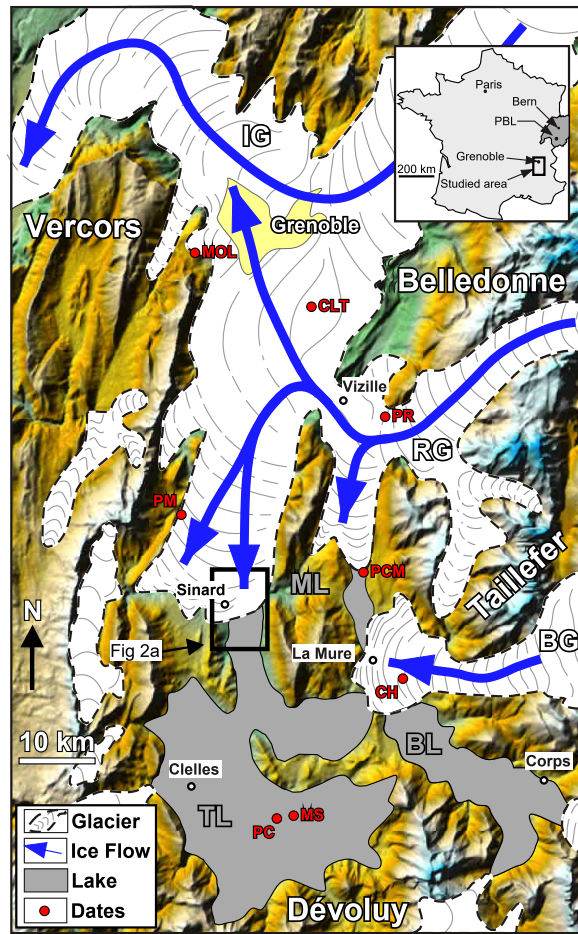 IG
Paris
Bern
PBL
Grenoble
200 km
Studied area
Vercors
Grenoble
MOL
Belledonne
CLT
Vizille
PR
RG
PM
Taillefer
PCM
Sinard
ML
N
Fig 2a
La Mure
BG
CH
10 km
BL
Clelles
Corps
TL
PC
MS
Glacier
Ice Flow
Lake
Dates
Dévoluy